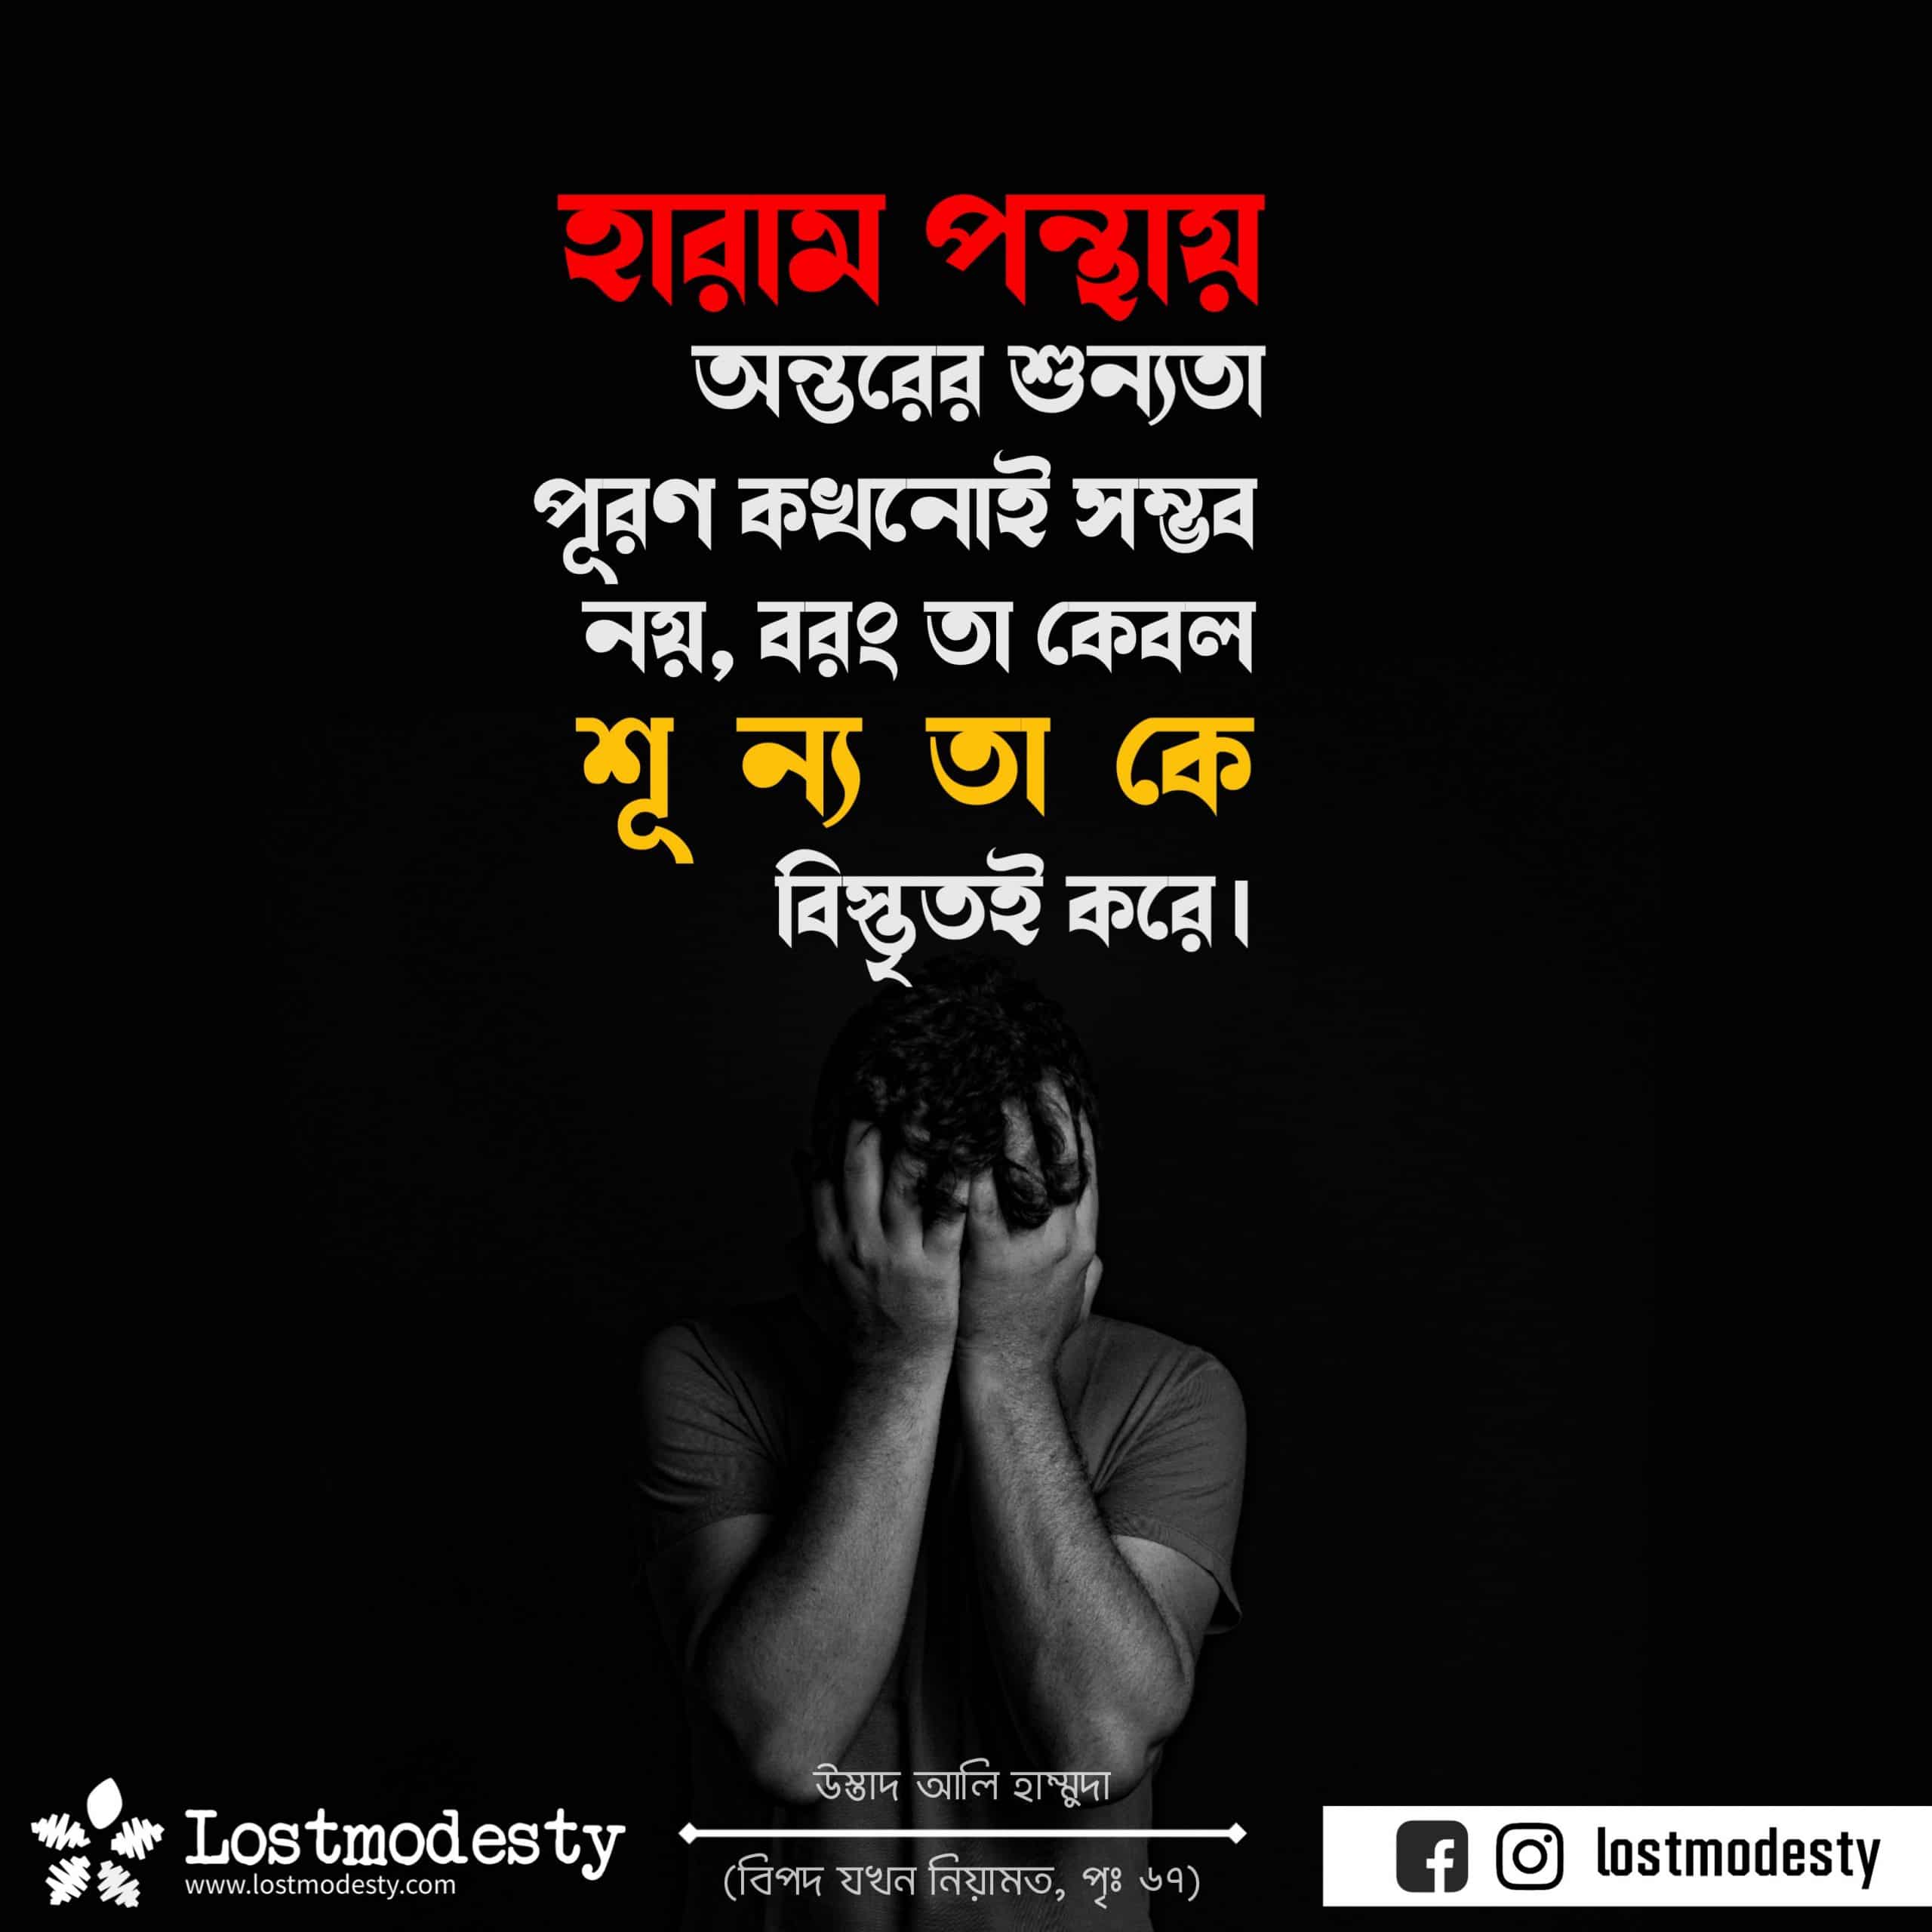 হারাম পন্থায়
অন্তরের শুন্যতা
পূরণ কখনোই সম্ভব
নয়, বরং তা কেবল
শূ ন্য তা কে
বিস্তৃতই করে।
উস্তাদ আলি হাম্মুদা
(বিপদ যখন নিয়ামত, পৃঃ ৬৭)
Lostmodesty
www.lostmodesty.com
lostmodesty